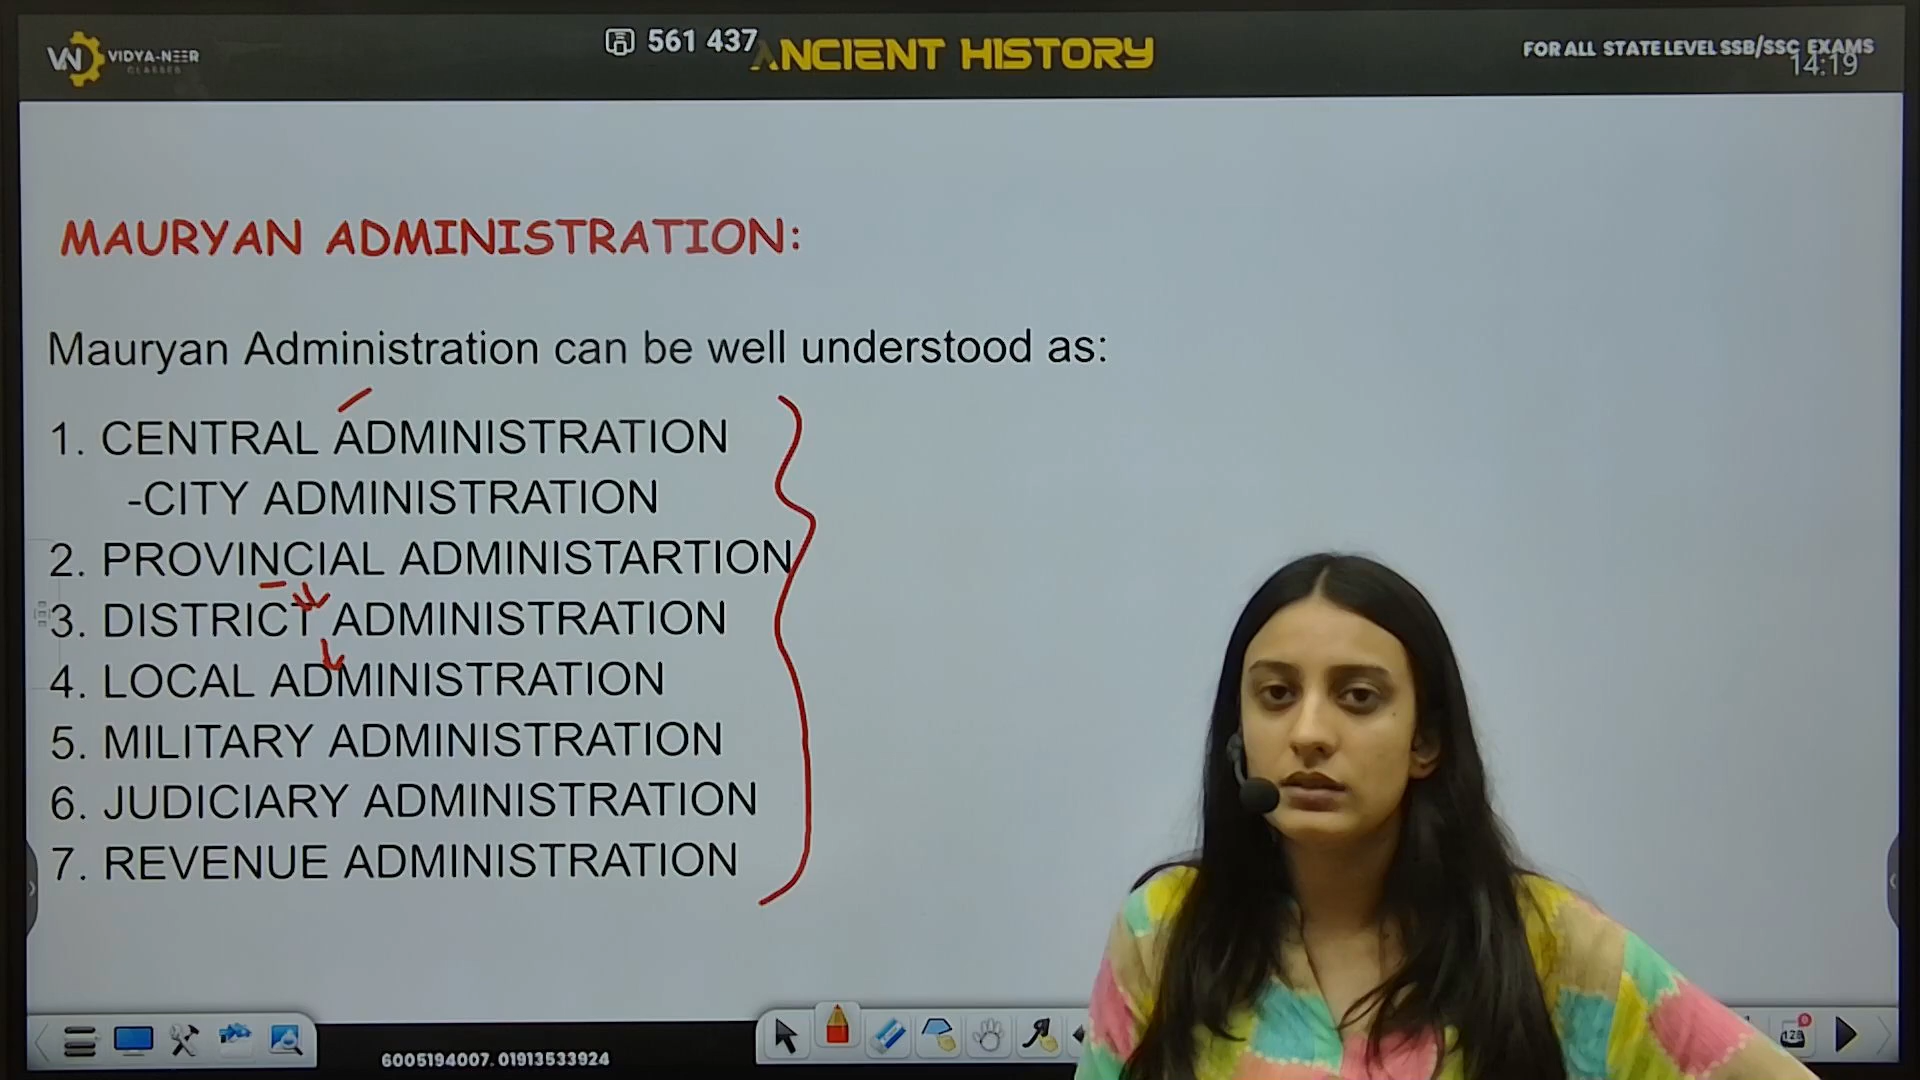 VIDYA-NEER
CLASSES
561 437
ANCIENT HISTORY
FOR ALL STATE LEVEL SSB/SSC EXAMS
14:19
MAURYAN ADMINISTRATION:
Mauryan Administration can be well understood as:
1. CENTRAL ADMINISTRATION
-CITY ADMINISTRATION
2. PROVINCIAL ADMINISTARTION
3. DISTRICT ADMINISTRATION
4. LOCAL ADMINISTRATION
5. MILITARY ADMINISTRATION
6. JUDICIARY ADMINISTRATION
7. REVENUE ADMINISTRATION
6005194007. 01913533924